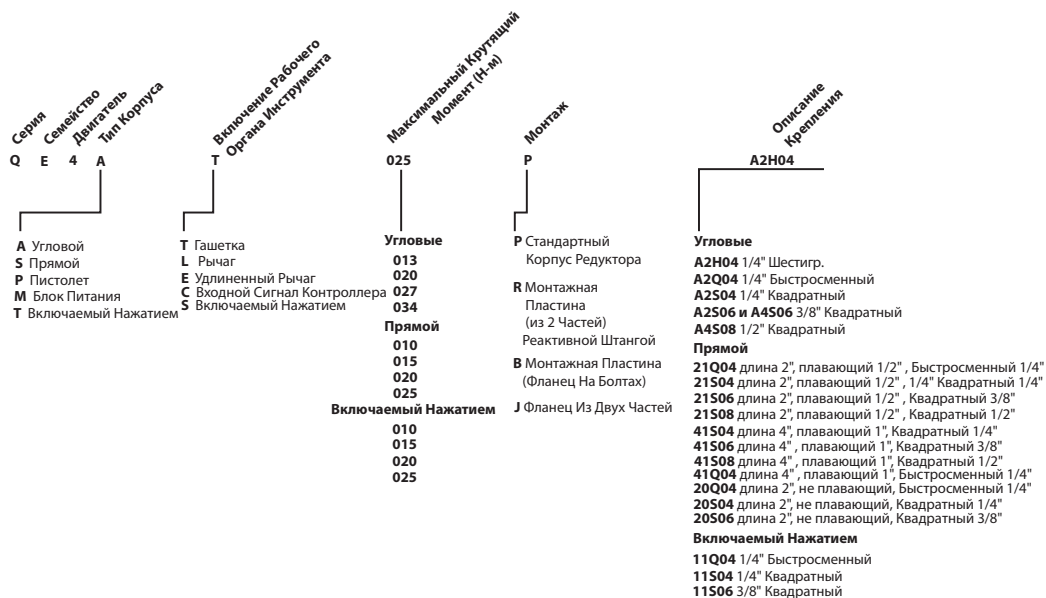 Серия
Семейство
Двигатель
Тип Корпуса
Включение Рабочего
Органа Инструмента
Максимальный Крутящий
Момент (Н-м)
Монтаж
Описание
Крепления
Q E 4 A T 025 P A2H04
A Угловой
S Прямой
P Пистолет
M Блок Питания
T Включаемый Нажатием
T Гашетка
L Рычаг
E Удлиненный Рычаг
C Входной Сигнал Контроллера
S Включаемый Нажатием
Угловые
013
020
027
034
Прямой
010
015
020
025
Включаемый Нажатием
010
015
020
025
P Стандартный
Корпус Редуктора
R Монтажная
Пластина
(из 2 Частей)
Реактивной Штангой
B Монтажная Пластина
(Фланец На Болтах)
J Фланец Из Двух Частей
Угловые
A2H04 1/4" Шестигр.
A2Q04 1/4" Быстросменный
A2S04 1/4" Квадратный
A2S06 и A4S06 3/8" Квадратный
A4S08 1/2" Квадратный
Прямой
21Q04 длина 2", плавающий 1/2" , Быстросменный 1/4"
21S04 длина 2", плавающий 1/2" , 1/4" Квадратный 1/4"
21S06 длина 2", плавающий 1/2" , Квадратный 3/8"
21S08 длина 2", плавающий 1/2" , Квадратный 1/2"
41S04 длина 4", плавающий 1", Квадратный 1/4"
41S06 длина 4" , плавающий 1", Квадратный 3/8"
41S08 длина 4" , плавающий 1", Квадратный 1/2"
41Q04 длина 4" , плавающий 1", Быстросменный 1/4"
20Q04 длина 2", не плавающий, Быстросменный 1/4"
20S04 длина 2", не плавающий, Квадратный 1/4"
20S06 длина 2", не плавающий, Квадратный 3/8"
Включаемый Нажатием
11Q04 1/4" Быстросменный
11S04 1/4" Квадратный
11S06 3/8" Квадратный